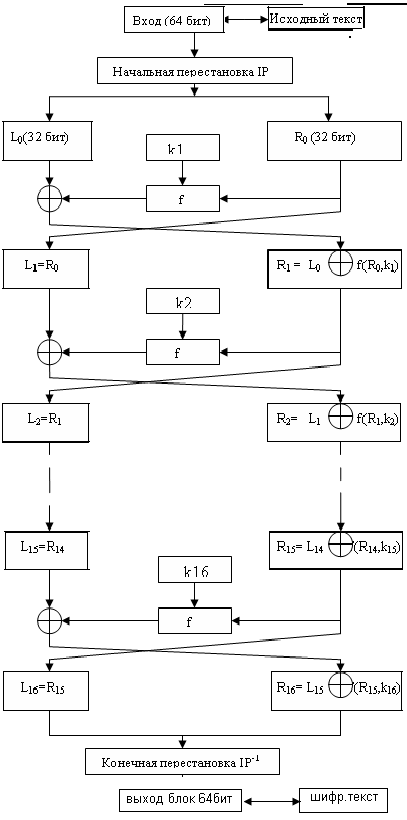 Вход (64 бит)
Исходный текст
Начальная перестановка IP
L0(32 бит)
R0 (32 бит)
k1
f
L1=R0
R1 = L0 ⊕ f(R0,k1)
k2
f
L2=R1
R2= L1 ⊕ f(R1,k2)
L15=R14
R15= L14 ⊕ (R14,k15)
k16
f
L16=R15
R16= L15 ⊕ (R15,k16)
Конечная перестановка IP-1
выход блок 64бит
шифр.текст